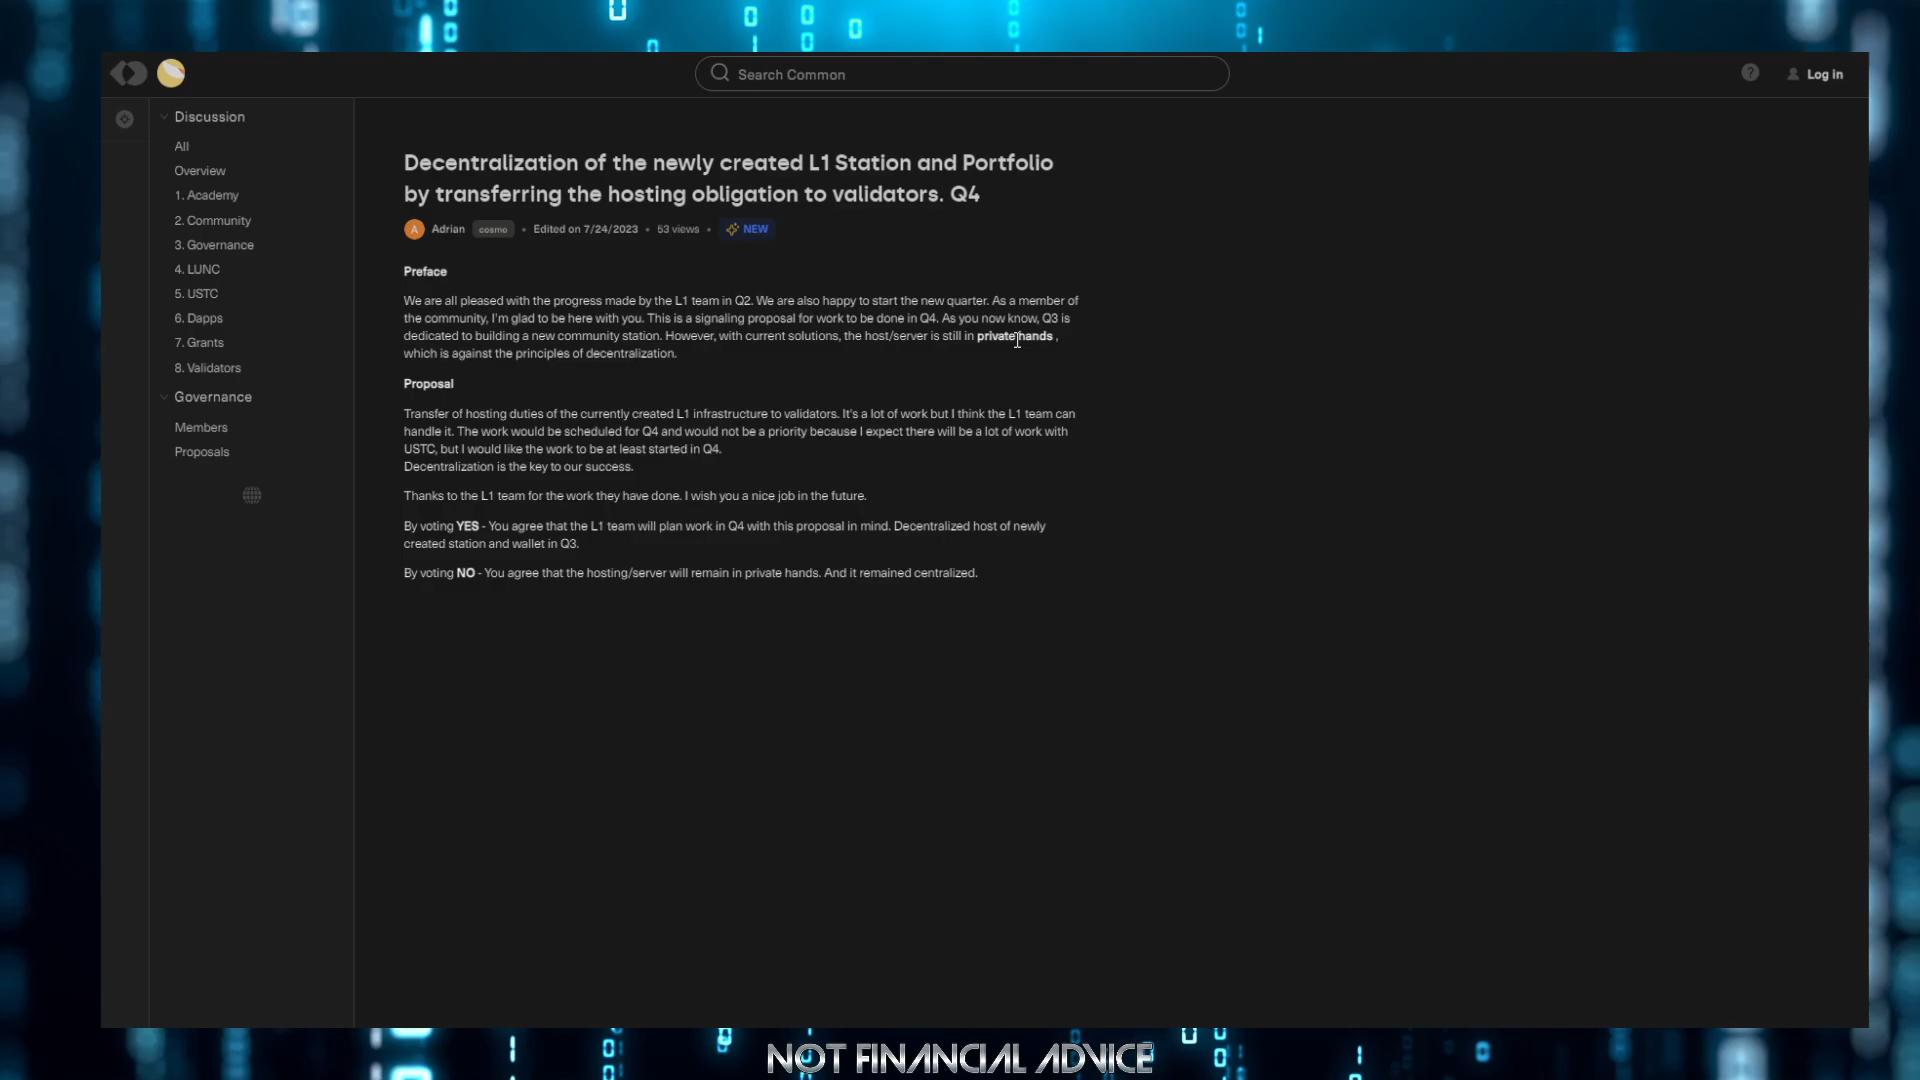 Search Common
Log in
Discussion
All
Overview
1. Academy
2. Community
3. Governance
4. LUNC
5. USTC
6. Dapps
7. Grants
8. Validators
Governance
Members
Proposals
Decentralization of the newly created L1 Station and Portfolio
by transferring the hosting obligation to validators. Q4
A Adrian cosmo • Edited on 7/24/2023 • 53 views • NEW
Preface
We are all pleased with the progress made by the L1 team in Q2. We are also happy to start the new quarter. As a member of
the community, I'm glad to be here with you. This is a signaling proposal for work to be done in Q4. As you now know, Q3 is
dedicated to building a new community station. However, with current solutions, the host/server is still in private hands ,
which is against the principles of decentralization.
Proposal
Transfer of hosting duties of the currently created L1 infrastructure to validators. It's a lot of work but I think the L1 team can
handle it. The work would be scheduled for Q4 and would not be a priority because I expect there will be a lot of work with
USTC, but I would like the work to be at least started in Q4.
Decentralization is the key to our success.
Thanks to the L1 team for the work they have done. I wish you a nice job in the future.
By voting YES - You agree that the L1 team will plan work in Q4 with this proposal in mind. Decentralized host of newly
created station and wallet in Q3.
By voting NO - You agree that the hosting/server will remain in private hands. And it remained centralized.
NOT FINANCIAL ADVICE